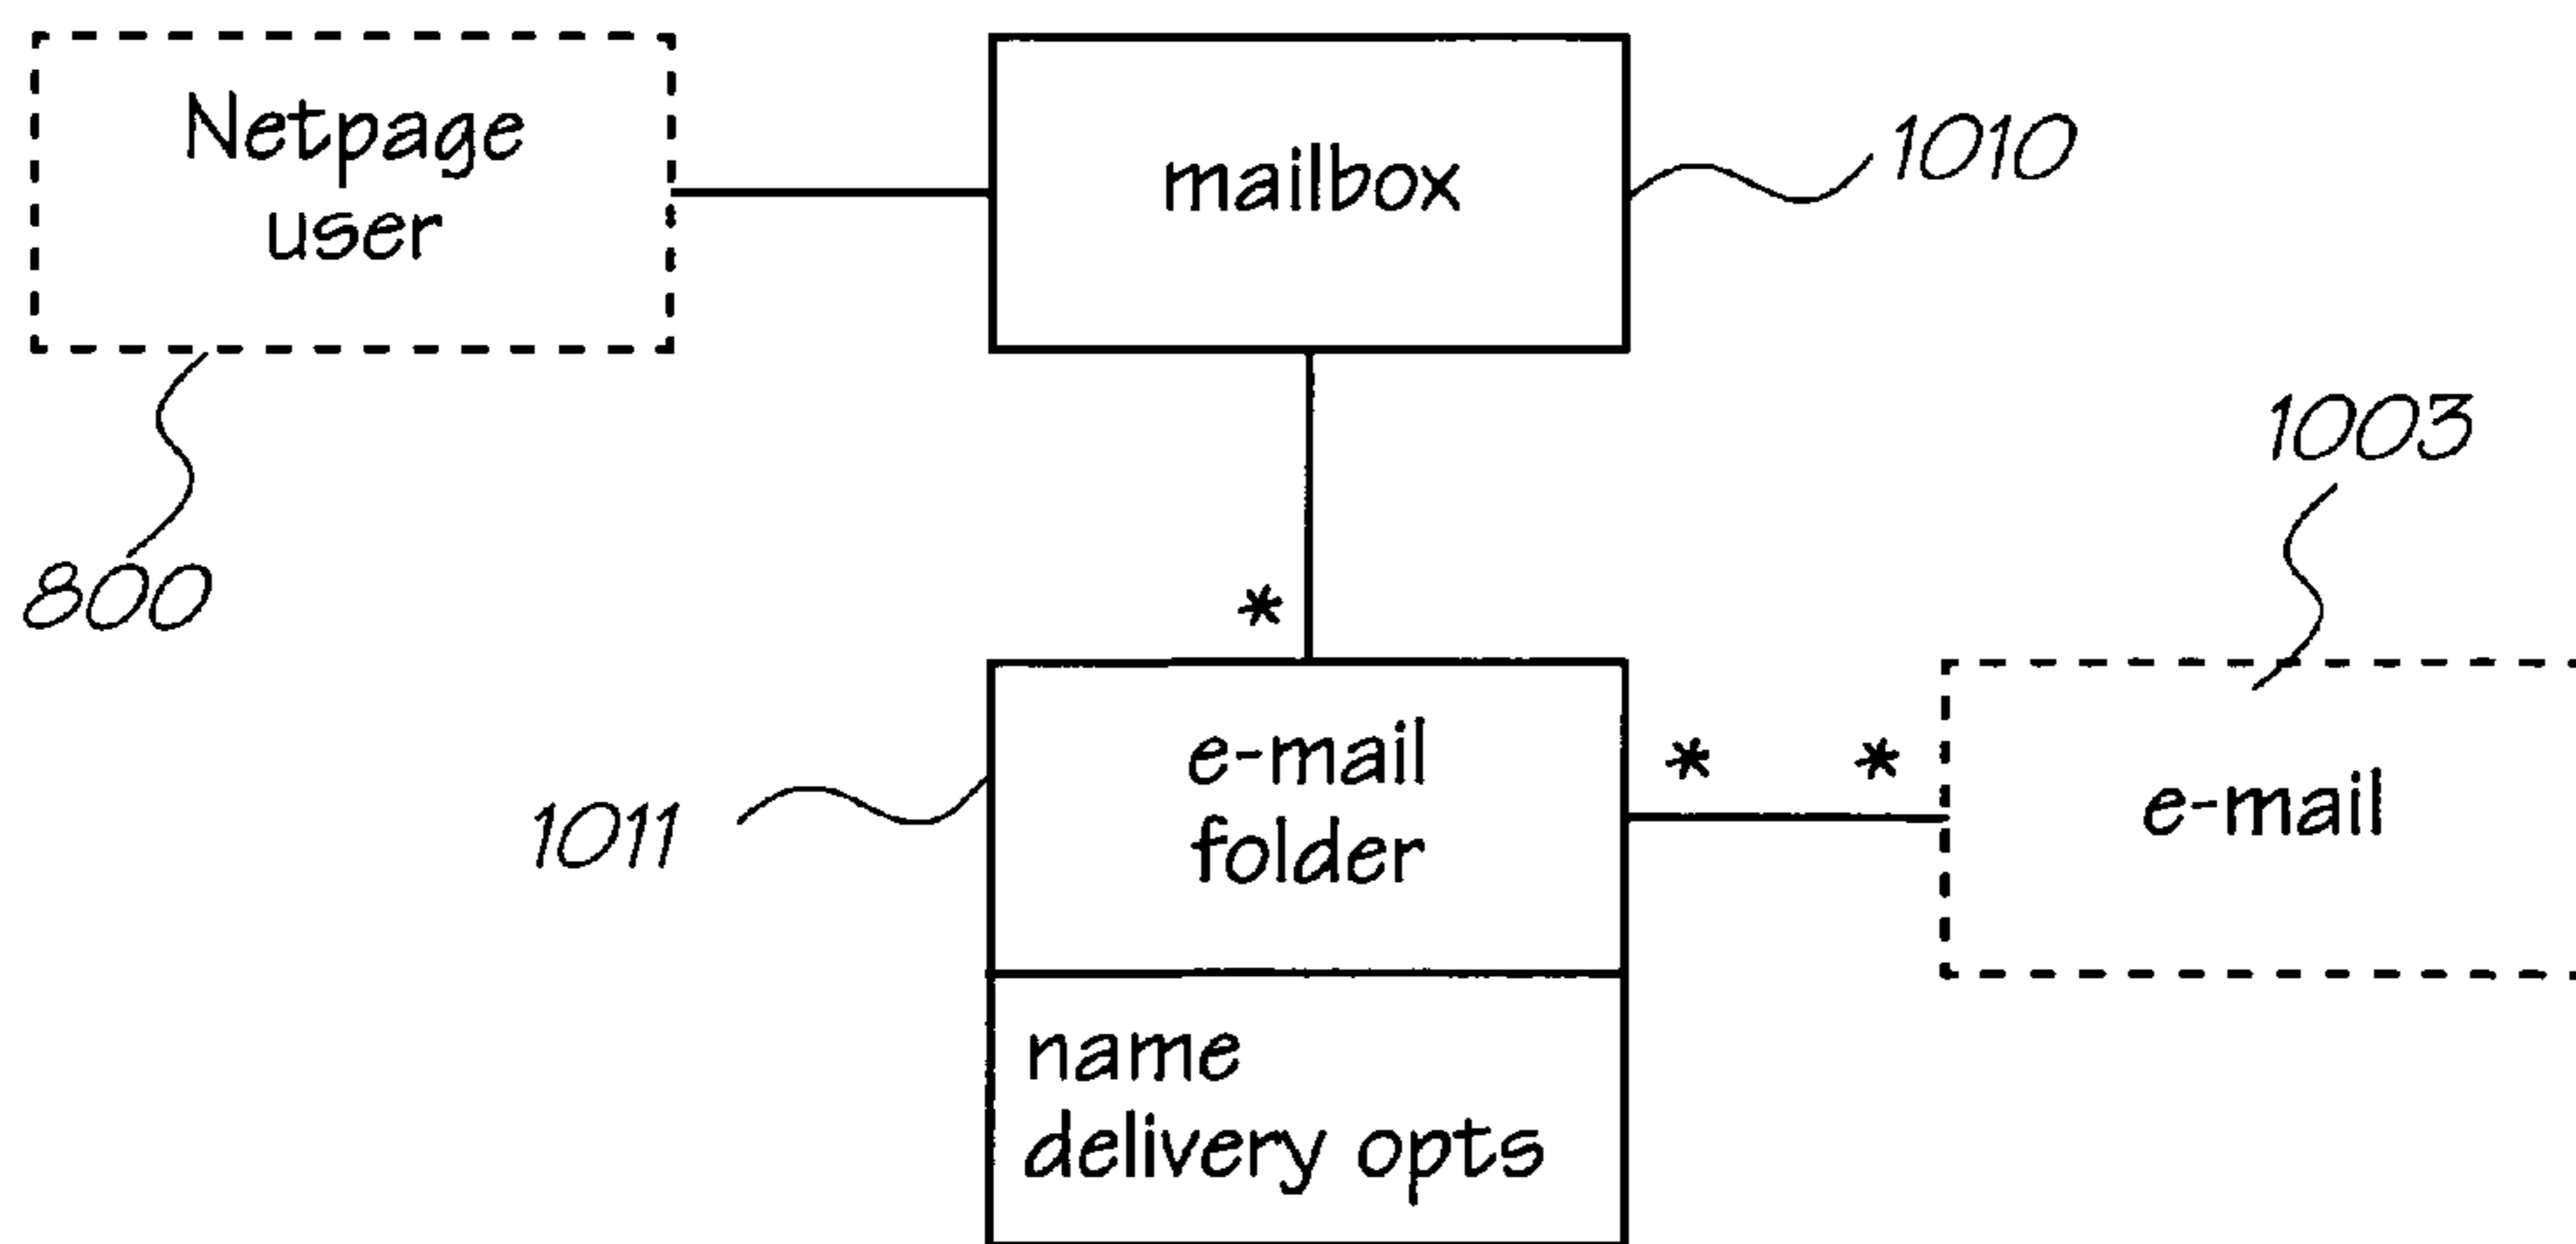 Netpage
user
mailbox
1010
800
1003
*
e-mail
folder
* *
e-mail
1011
name
delivery opts